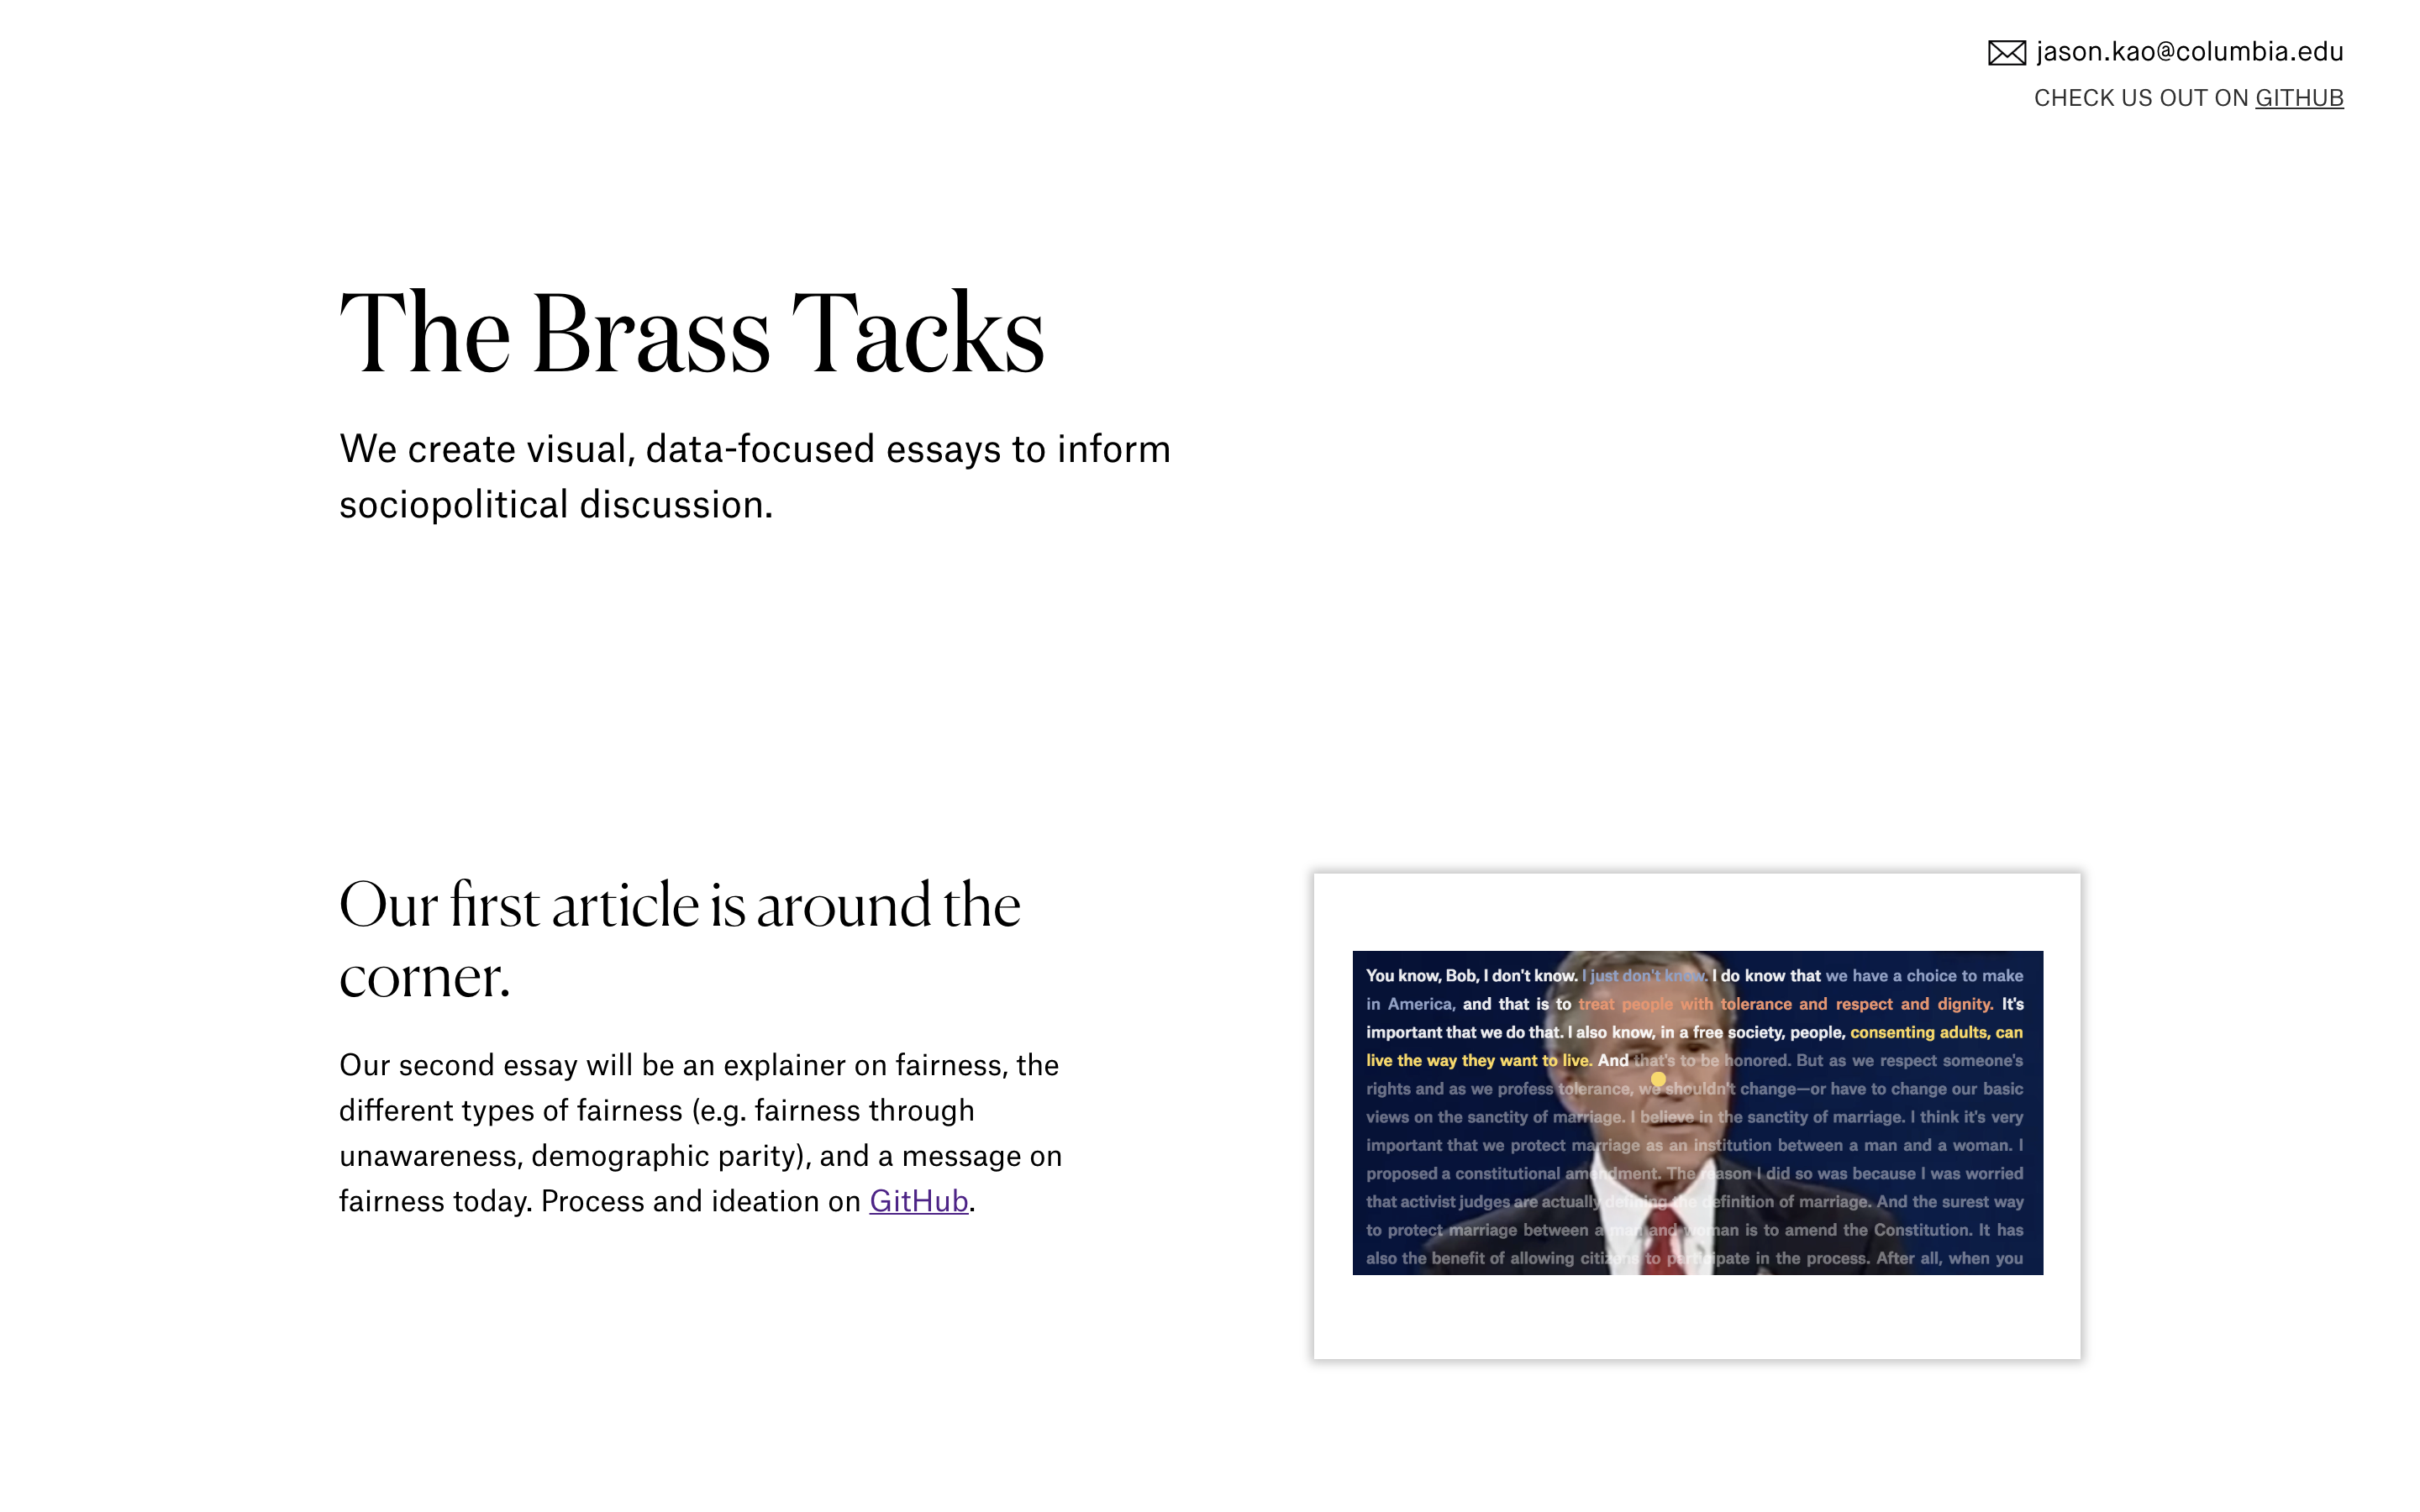 jason.kao@columbia.edu
CHECK US OUT ON GITHUB
The Brass Tacks
We create visual, data-focused essays to inform
sociopolitical discussion.
Our first article is around the
corner.
Our second essay will be an explainer on fairness, the
different types of fairness (e.g. fairness through
unawareness, demographic parity), and a message on
fairness today. Process and ideation on GitHub.
You know, Bob, I don't know. I just don't know. I do know that we have a choice to make
in America, and that is to treat people with tolerance and respect and dignity. It's
important that we do that. I also know, in a free society, people, consenting adults, can
live the way they want to live. And that's to be honored. But as we respect someone's
rights and as we profess tolerance, we shouldn't change—or have to change our basic
views on the sanctity of marriage. I believe in the sanctity of marriage. I think it's very
important that we protect marriage as an institution between a man and a woman. I
proposed a constitutional amendment. The reason I did so was because I was worried
that activist judges are actually defining the definition of marriage. And the surest way
to protect marriage between a man and woman is to amend the Constitution. It has
also the benefit of allowing citizens to participate in the process. After all, when you